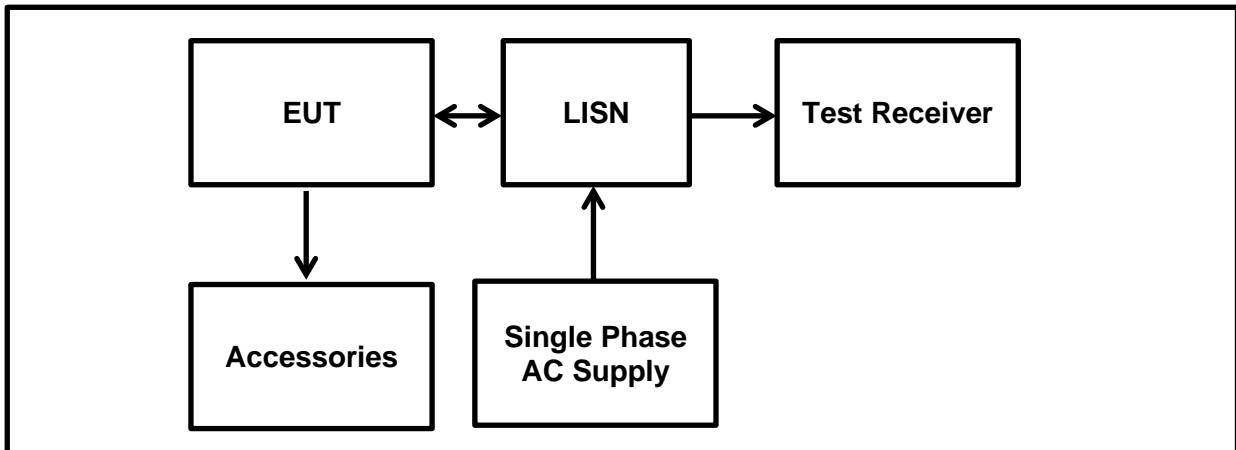 EUT
LISN
Test Receiver
Accessories
Single Phase
AC Supply